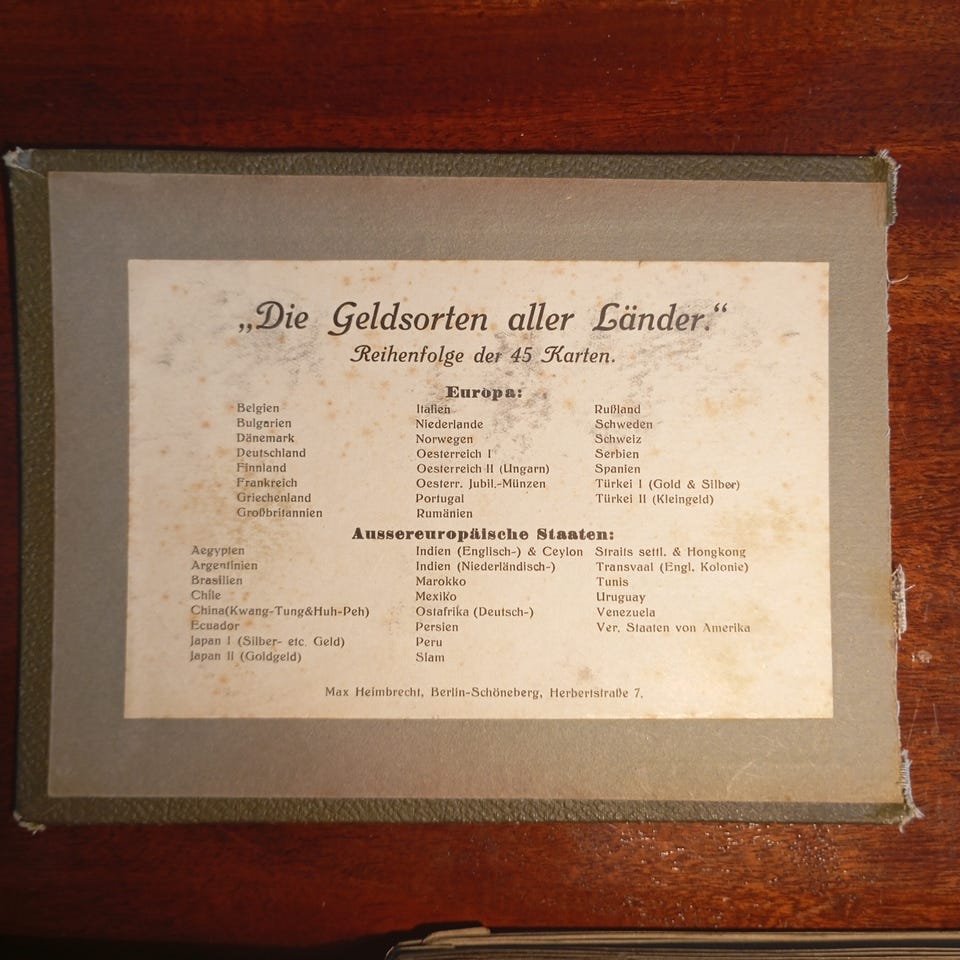 „Die Geldsorten aller Länder.“
Reihenfolge der 45 Karten.
Europa:
Belgien
Bulgarien
Dänemark
Deutschland
Finnland
Frankreich
Griechenland
Großbritannien
Italien
Niederlande
Norwegen
Oesterreich I
Oesterreich II (Ungarn)
Oesterr. Jubil.-Münzen
Portugal
Rumänien
Rußland
Schweden
Schweiz
Serbien
Spanien
Türkei I (Gold & Silber)
Türkei II (Kleingeld)
Aussereuropäische Staaten:
Aegypten
Argentinien
Brasilien
Chile
China(Kwang-Tung&Huh-Peh)
Ecuador
Japan I (Silber- etc. Geld)
Japan II (Goldgeld)
Indien (Englisch-) & Ceylon
Indien (Niederländisch-)
Marokko
Mexiko
Ostafrika (Deutsch-)
Persien
Peru
Siam
Straits settl. & Hongkong
Transvaal (Engl. Kolonie)
Tunis
Uruguay
Venezuela
Ver. Staaten von Amerika
Max Heimbrecht, Berlin-Schöneberg, Herbertstraße 7.